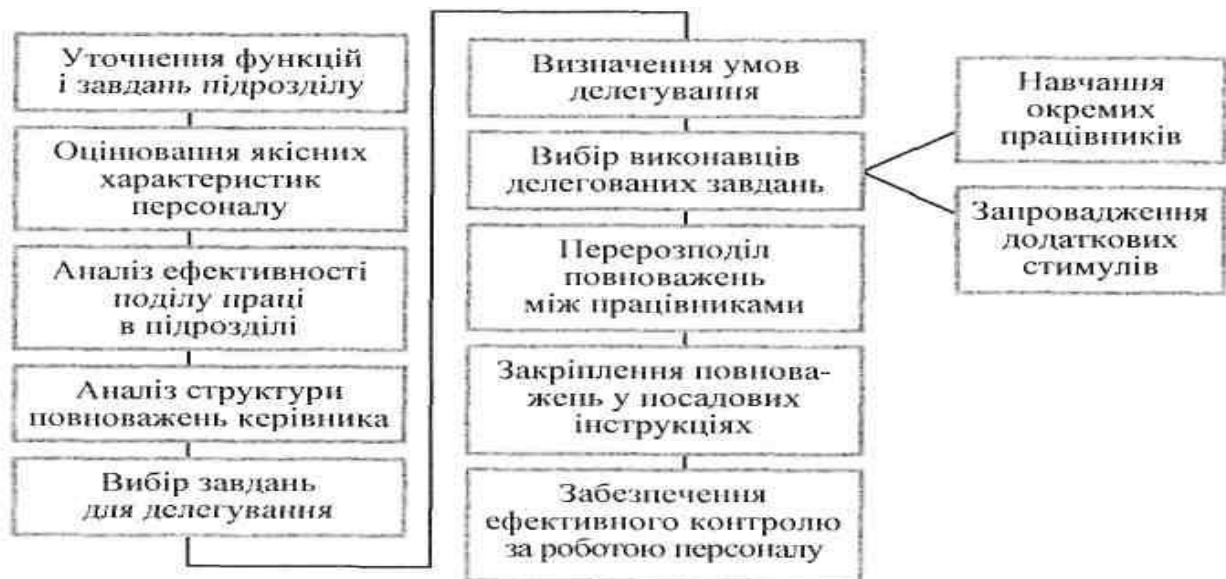 Уточнення функцій
і завдань підрозділу
Оцінювання якісних
характеристик
персоналу
Аналіз ефективності
поділу праці
в підрозділі
Аналіз структури
повноважень керівника
Вибір завдань
для делегування
Визначення умов
делегування
Вибір виконавців
делегованих завдань
Перерозподіл
повноважень
між працівниками
Закріплення повнова-
жень у посадових
інструкціях
Забезпечення
ефективного контролю
за роботою персоналу
Навчання
окремих
працівників
Запровадження
додаткових
стимулів